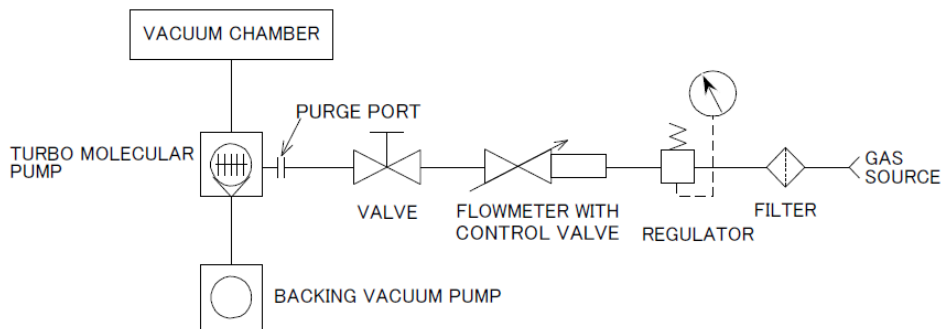 VACUUM CHAMBER
PURGE PORT
TURBO MOLECULAR
PUMP
VALVE
FLOWMETER WITH
CONTROL VALVE
REGULATOR
FILTER
GAS
SOURCE
BACKING VACUUM PUMP